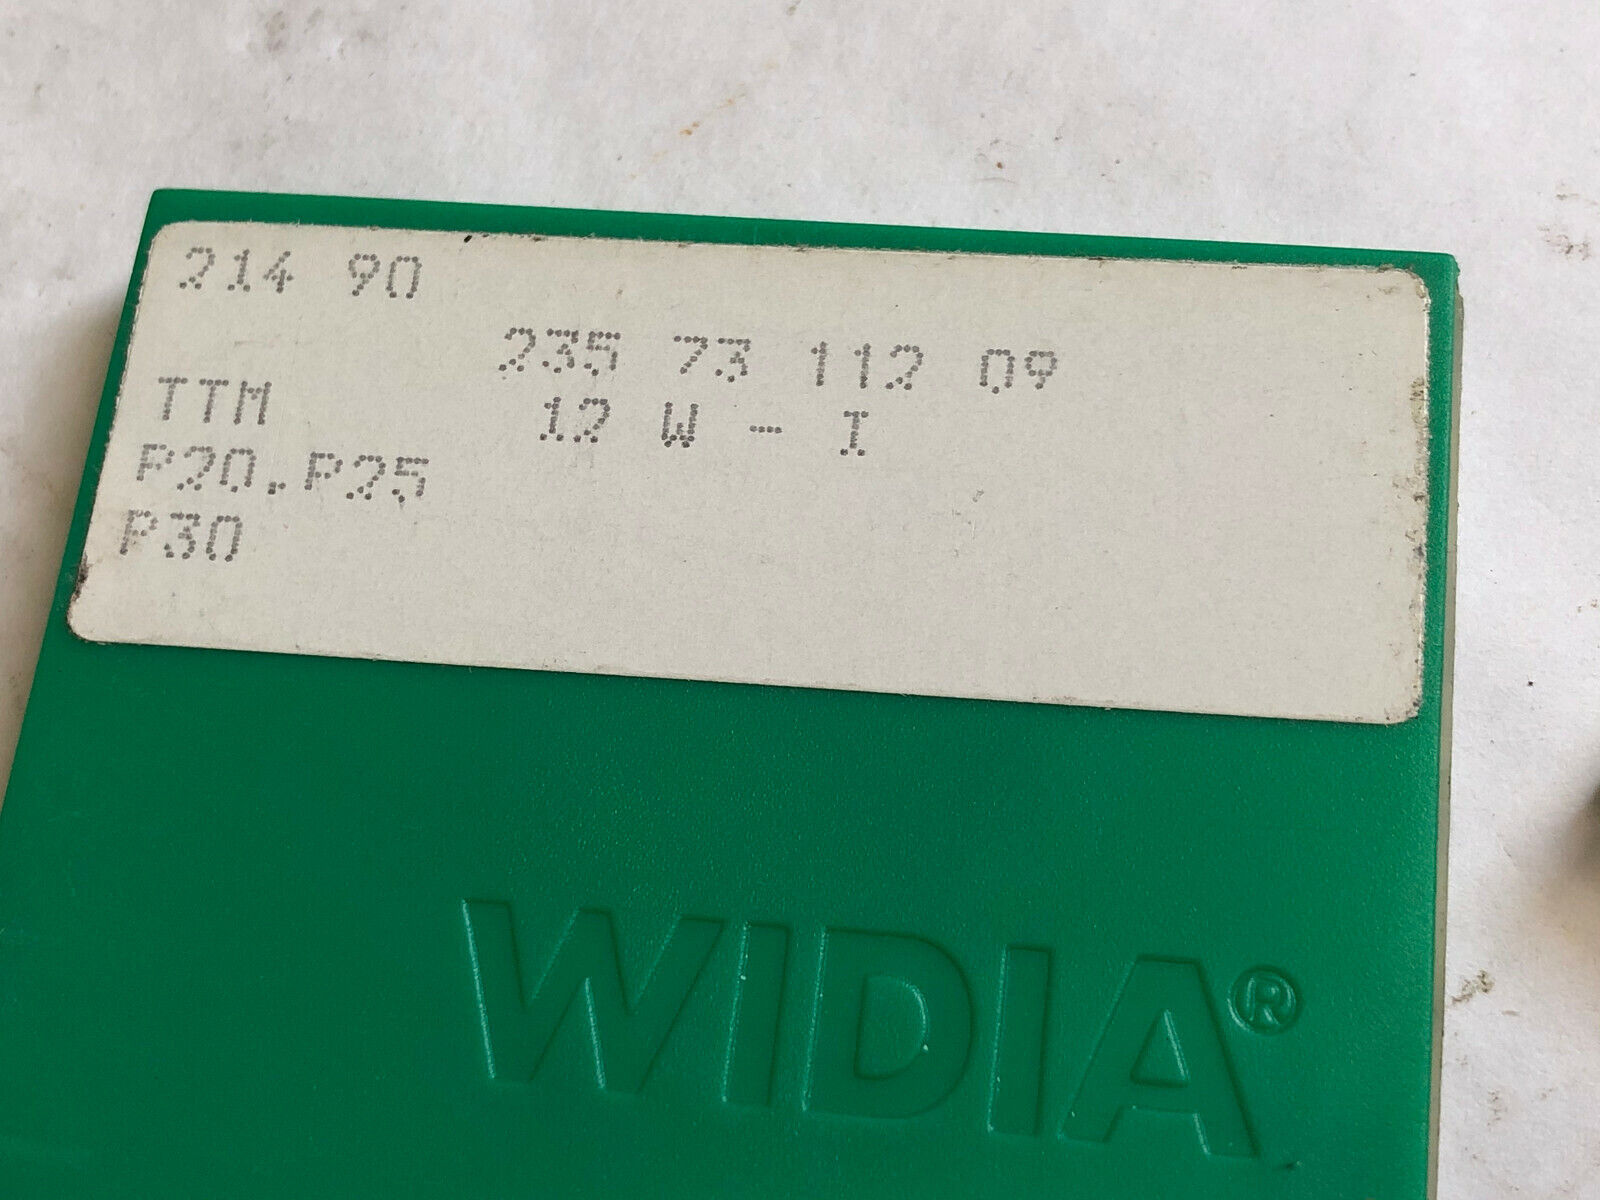 214 90
235 73 112 09
TTM 12 W - I
P20,P25
P30
WIDIA®